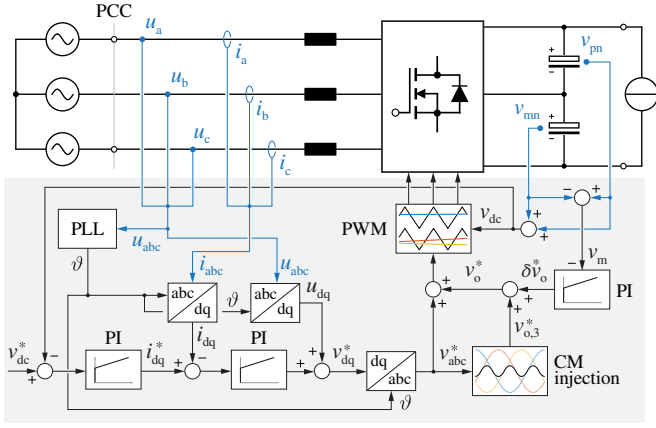 PCC
u_a
i_a
v_pn
u_b
i_b
v_mn
u_c
i_c
PLL
u_abc
PWM
v_dc
v_m
ϑ
i_abc
u_abc
v_o^*
δv_o^*
PI
abc
dq
ϑ
abc
dq
u_dq
v_o,3^*
v_dc^*
PI
i_dq^*
i_dq
PI
v_dq^*
dq
abc
v_abc^*
CM
injection
ϑ